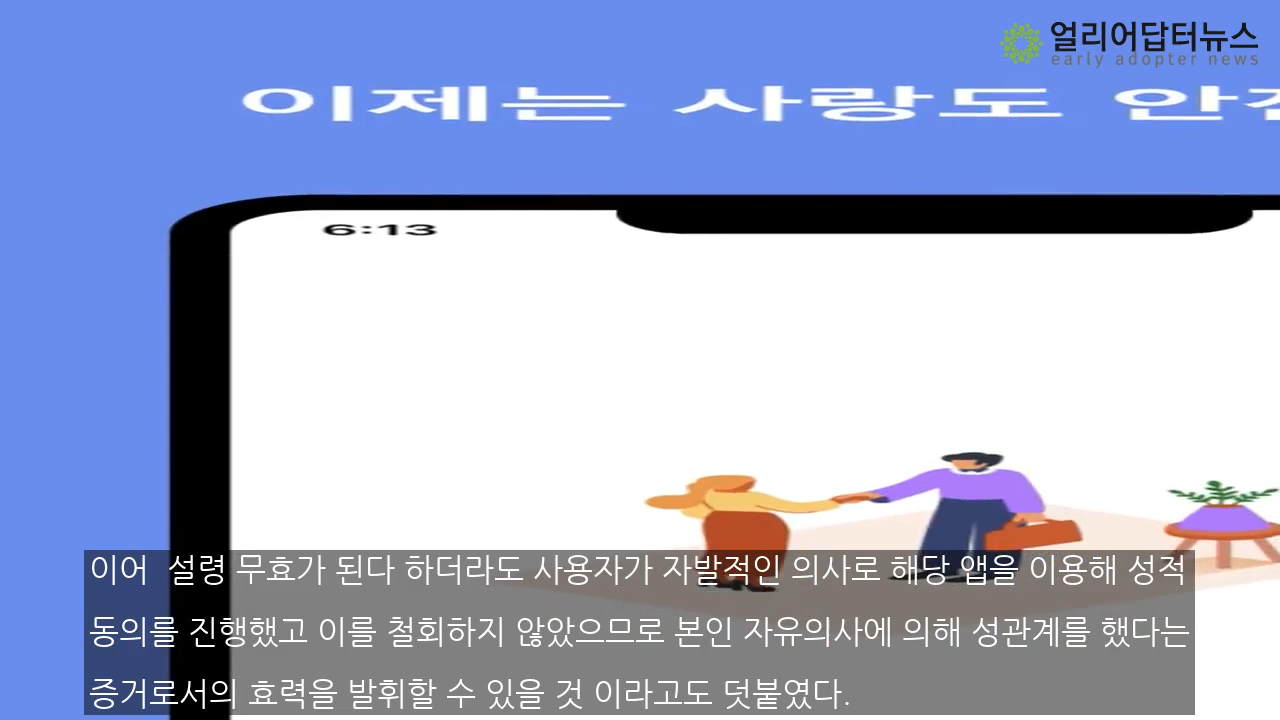 얼리어답터뉴스
early adopter news
이제는 사랑도
6:13
이어 설령 무효가 된다 하더라도 사용자가 자발적인 의사로 해당 앱을 이용해 성적
동의를 진행했고 이를 철회하지 않았으므로 본인 자유의사에 의해 성관계를 했다는
증거로서의 효력을 발휘할 수 있을 것 이라고도 덧붙였다.